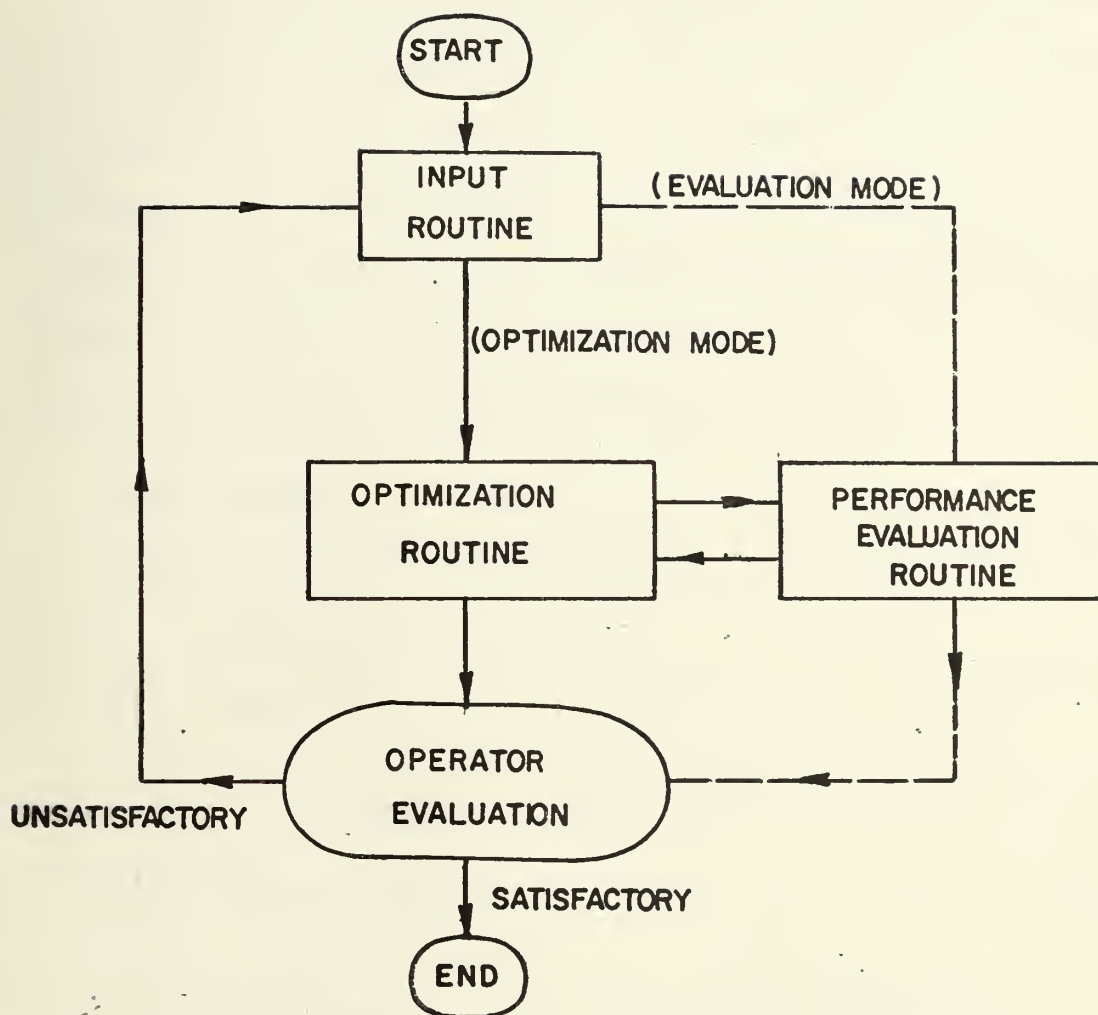 START
INPUT
ROUTINE
(EVALUATION MODE)
(OPTIMIZATION MODE)
OPTIMIZATION
ROUTINE
PERFORMANCE
EVALUATION
ROUTINE
OPERATOR
EVALUATION
UNSATISFACTORY
SATISFACTORY
END